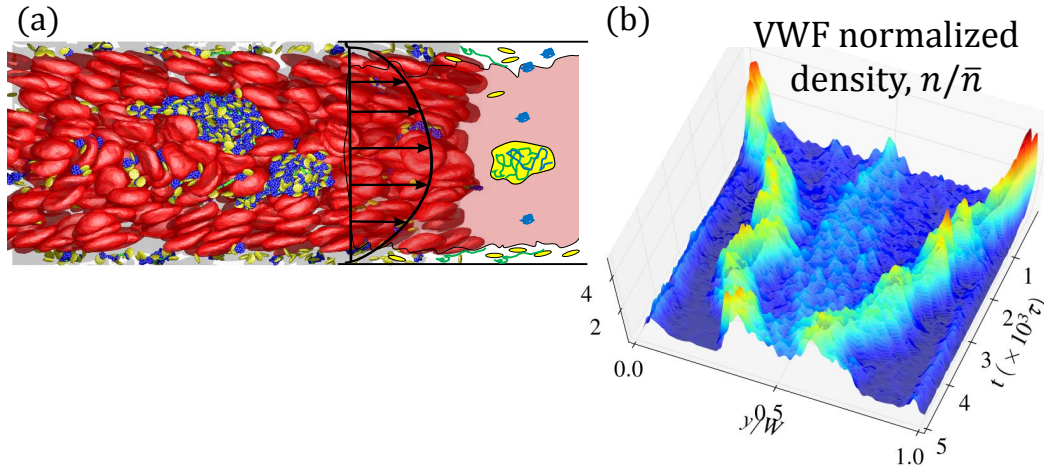 (a)
(b)
VWF normalized
density, n/n̄
4
2
0.0
0.5
1.0
y/W
1
2
3
4
5
t (×10³τ)